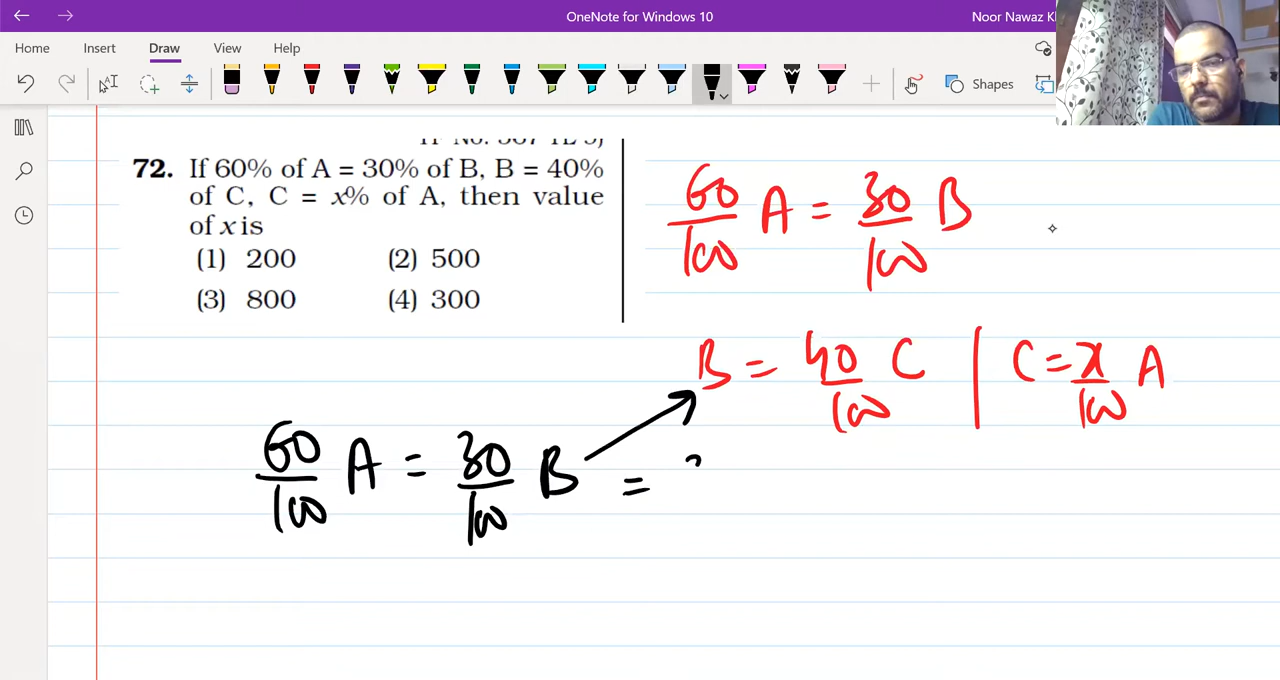 OneNote for Windows 10
Noor Nawaz
Home Insert Draw View Help
Shapes
72. If 60% of A = 30% of B, B = 40%
of C, C = x% of A, then value
of x is
(1) 200 (2) 500
(3) 800 (4) 300
60/100 A = 30/100 B
B = 40/100 C | C = x/100 A
60/100 A = 30/100 B =